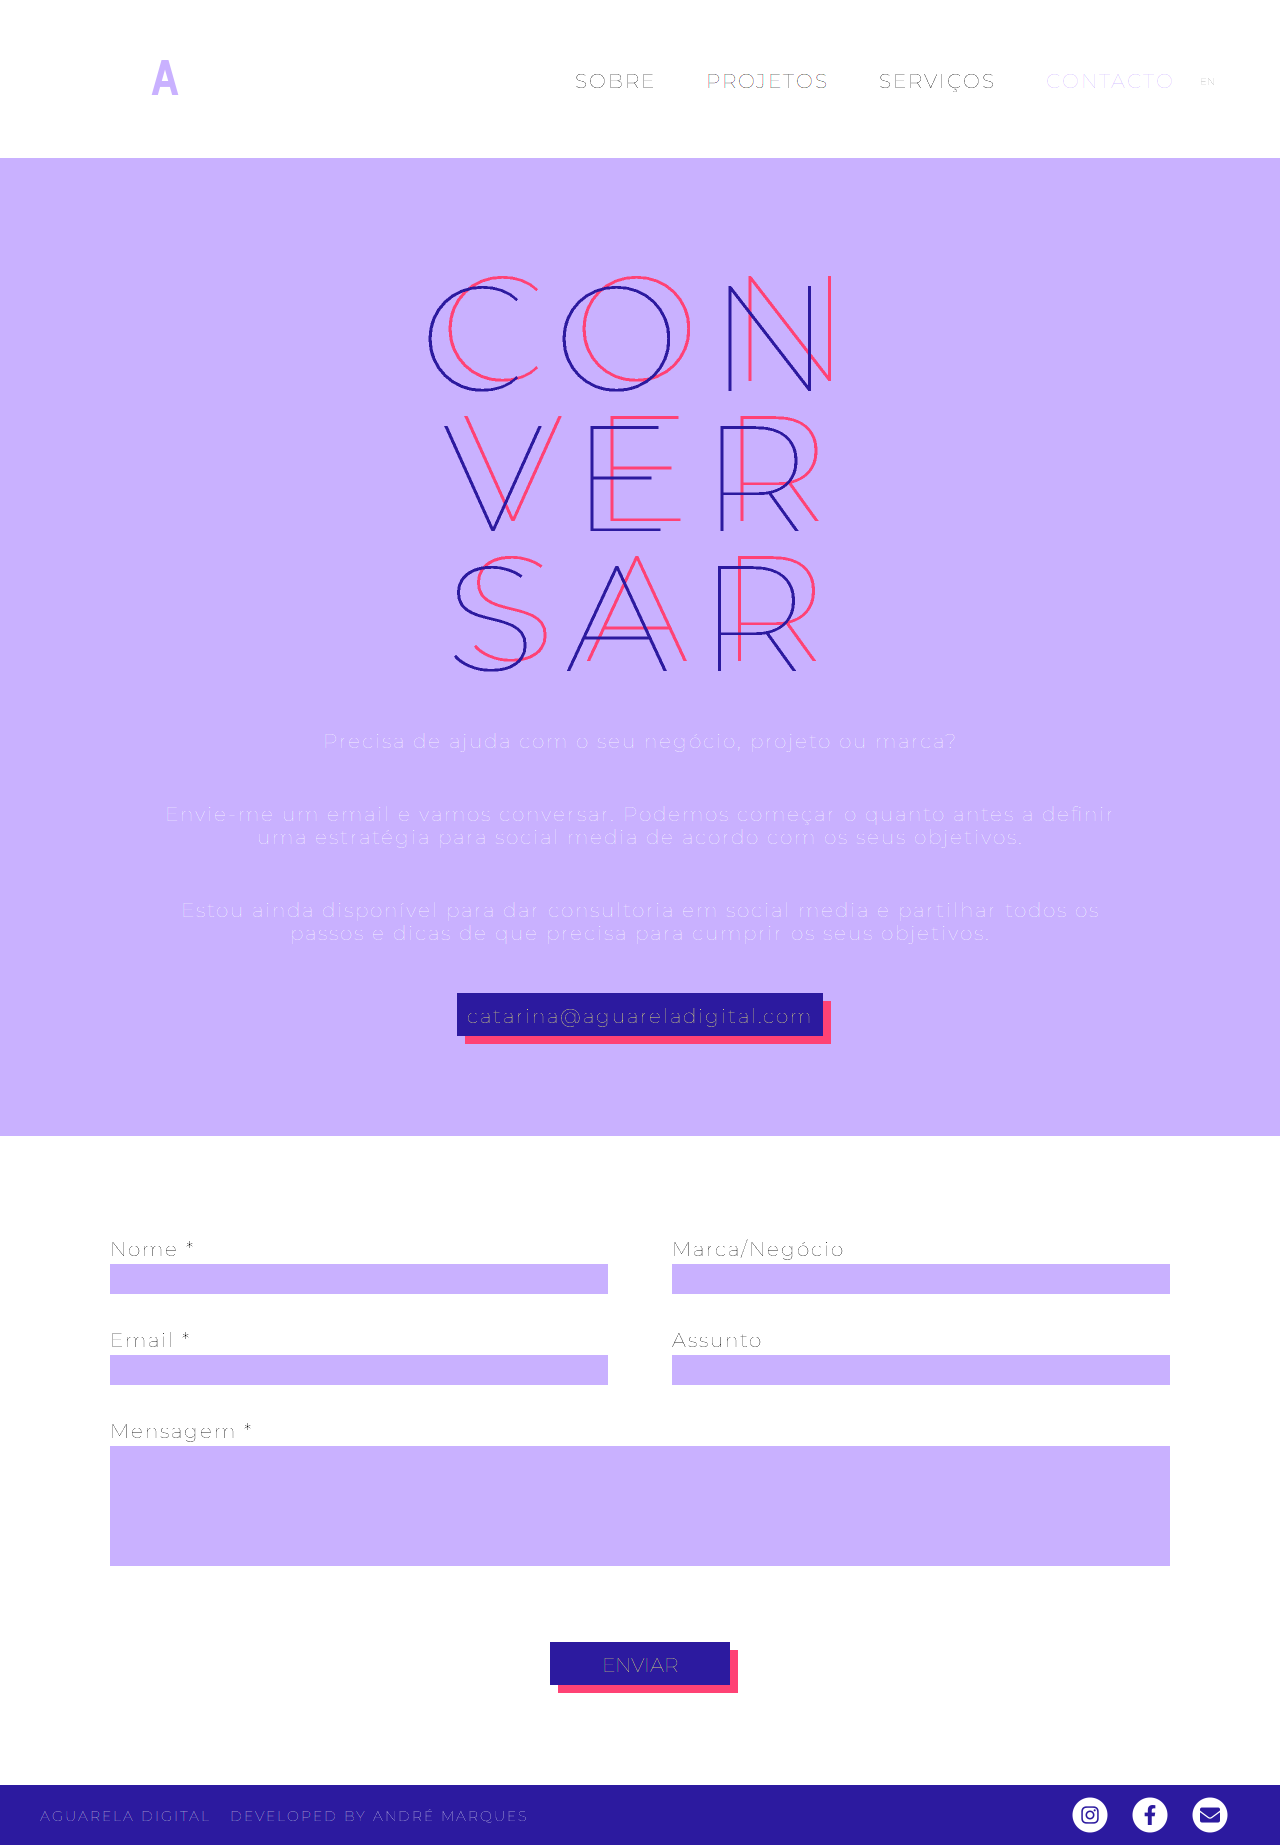 A
SOBRE
PROJETOS
SERVIÇOS
CONTACTO
EN
CON
VER
SAR
Precisa de ajuda com o seu negócio, projeto ou marca?
Envie-me um email e vamos conversar. Podemos começar o quanto antes a definir
uma estratégia para social media de acordo com os seus objetivos.
Estou ainda disponível para dar consultoria em social media e partilhar todos os
passos e dicas de que precisa para cumprir os seus objetivos.
catarina@aguareladigital.com
Nome *
Marca/Negócio
Email *
Assunto
Mensagem *
ENVIAR
AGUARELA DIGITAL
DEVELOPED BY ANDRÉ MARQUES